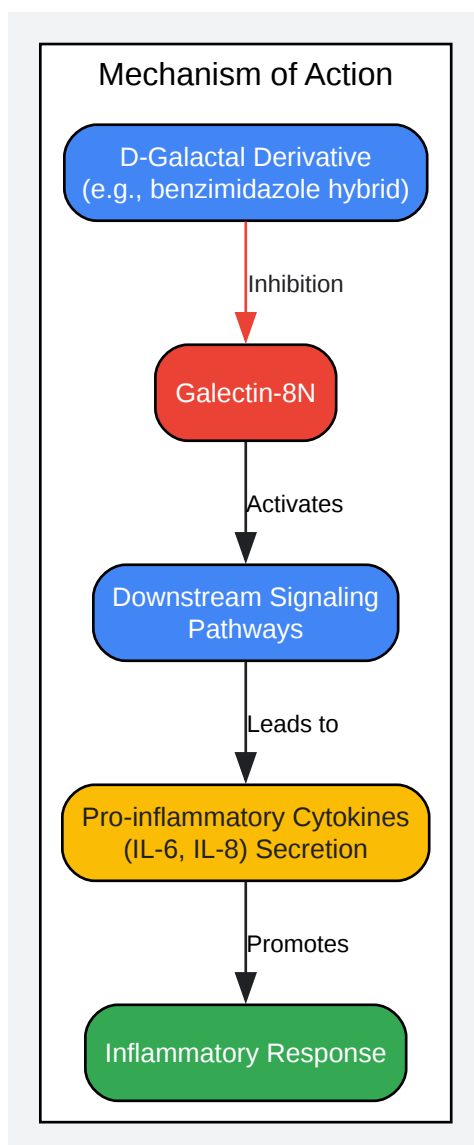 Mechanism of Action
D-Galactal Derivative
(e.g., benzimidazole hybrid)
Inhibition
Galectin-8N
Activates
Downstream Signaling
Pathways
Leads to
Pro-inflammatory Cytokines
(IL-6, IL-8) Secretion
Promotes
Inflammatory Response